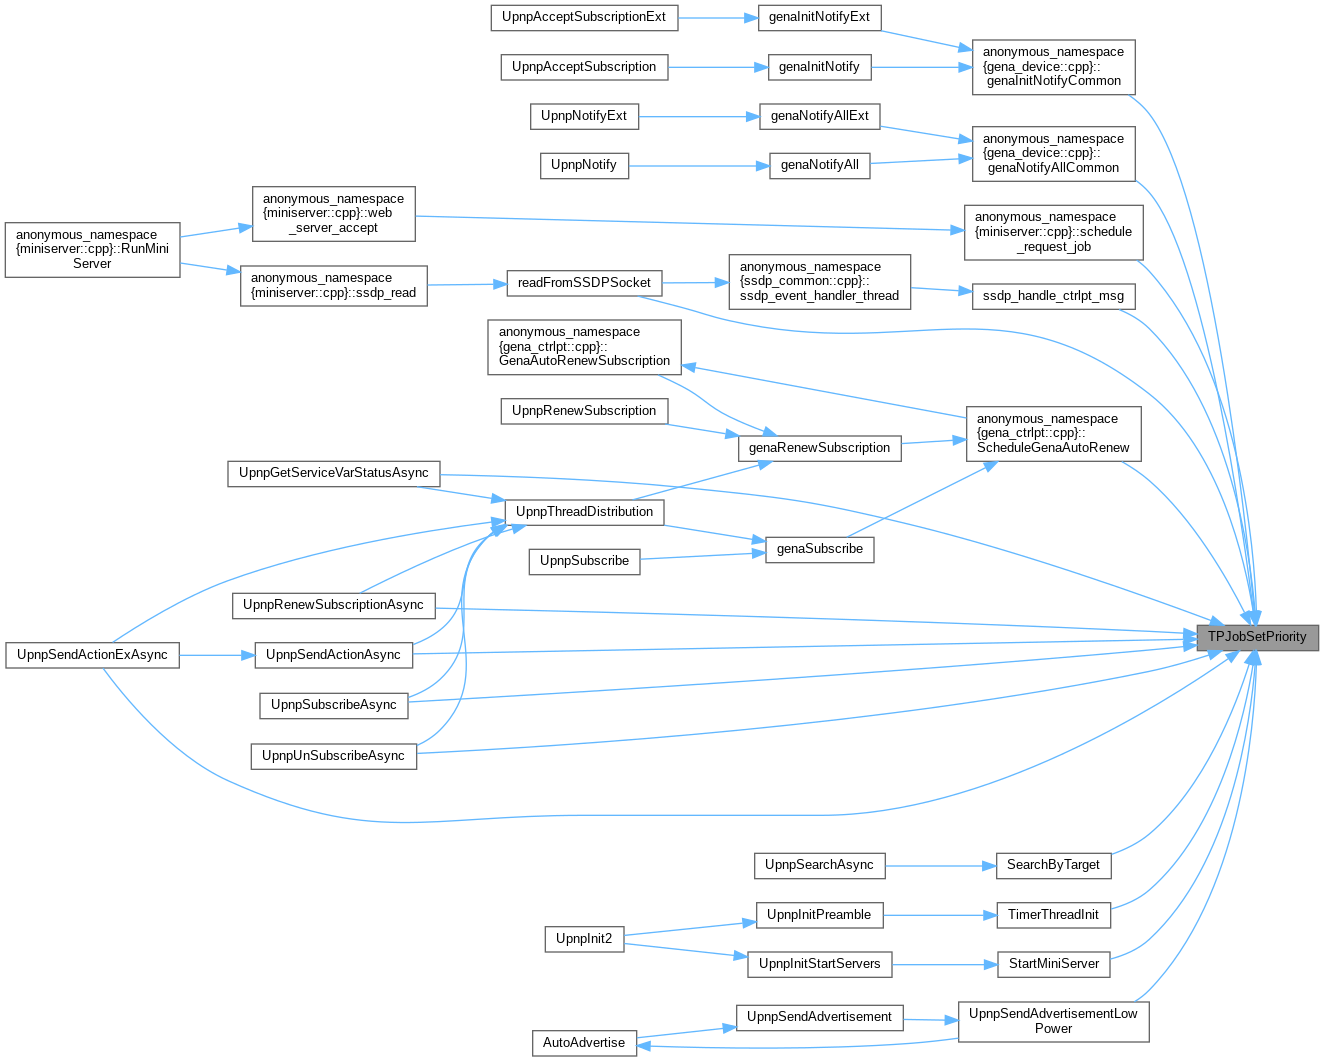 UpnpAcceptSubscriptionExt
genaInitNotifyExt
anonymous_namespace
{gena_device::cpp}::
genaInitNotifyCommon
UpnpAcceptSubscription
genaInitNotify
UpnpNotifyExt
genaNotifyAllExt
anonymous_namespace
{gena_device::cpp}::
genaNotifyAllCommon
UpnpNotify
genaNotifyAll
anonymous_namespace
{miniserver::cpp}::web
_server_accept
anonymous_namespace
{miniserver::cpp}::schedule
_request_job
anonymous_namespace
{miniserver::cpp}::RunMini
Server
anonymous_namespace
{miniserver::cpp}::ssdp_read
readFromSSDPSocket
anonymous_namespace
{ssdp_common::cpp}::
ssdp_event_handler_thread
ssdp_handle_ctrlpt_msg
anonymous_namespace
{gena_ctrlpt::cpp}::
GenaAutoRenewSubscription
UpnpRenewSubscription
genaRenewSubscription
anonymous_namespace
{gena_ctrlpt::cpp}::
ScheduleGenaAutoRenew
UpnpGetServiceVarStatusAsync
UpnpThreadDistribution
UpnpSubscribe
genaSubscribe
UpnpRenewSubscriptionAsync
TPJobSetPriority
UpnpSendActionExAsync
UpnpSendActionAsync
UpnpSubscribeAsync
UpnpUnSubscribeAsync
UpnpSearchAsync
SearchByTarget
UpnpInitPreamble
TimerThreadInit
UpnpInit2
UpnpInitStartServers
StartMiniServer
UpnpSendAdvertisement
UpnpSendAdvertisementLow
Power
AutoAdvertise